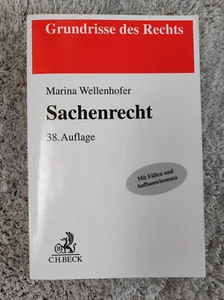 Grundrisse des Rechts
Marina Wellenhofer
Sachenrecht
38. Auflage
Mit Fällen und
Aufbauschemata
C.H.BECK